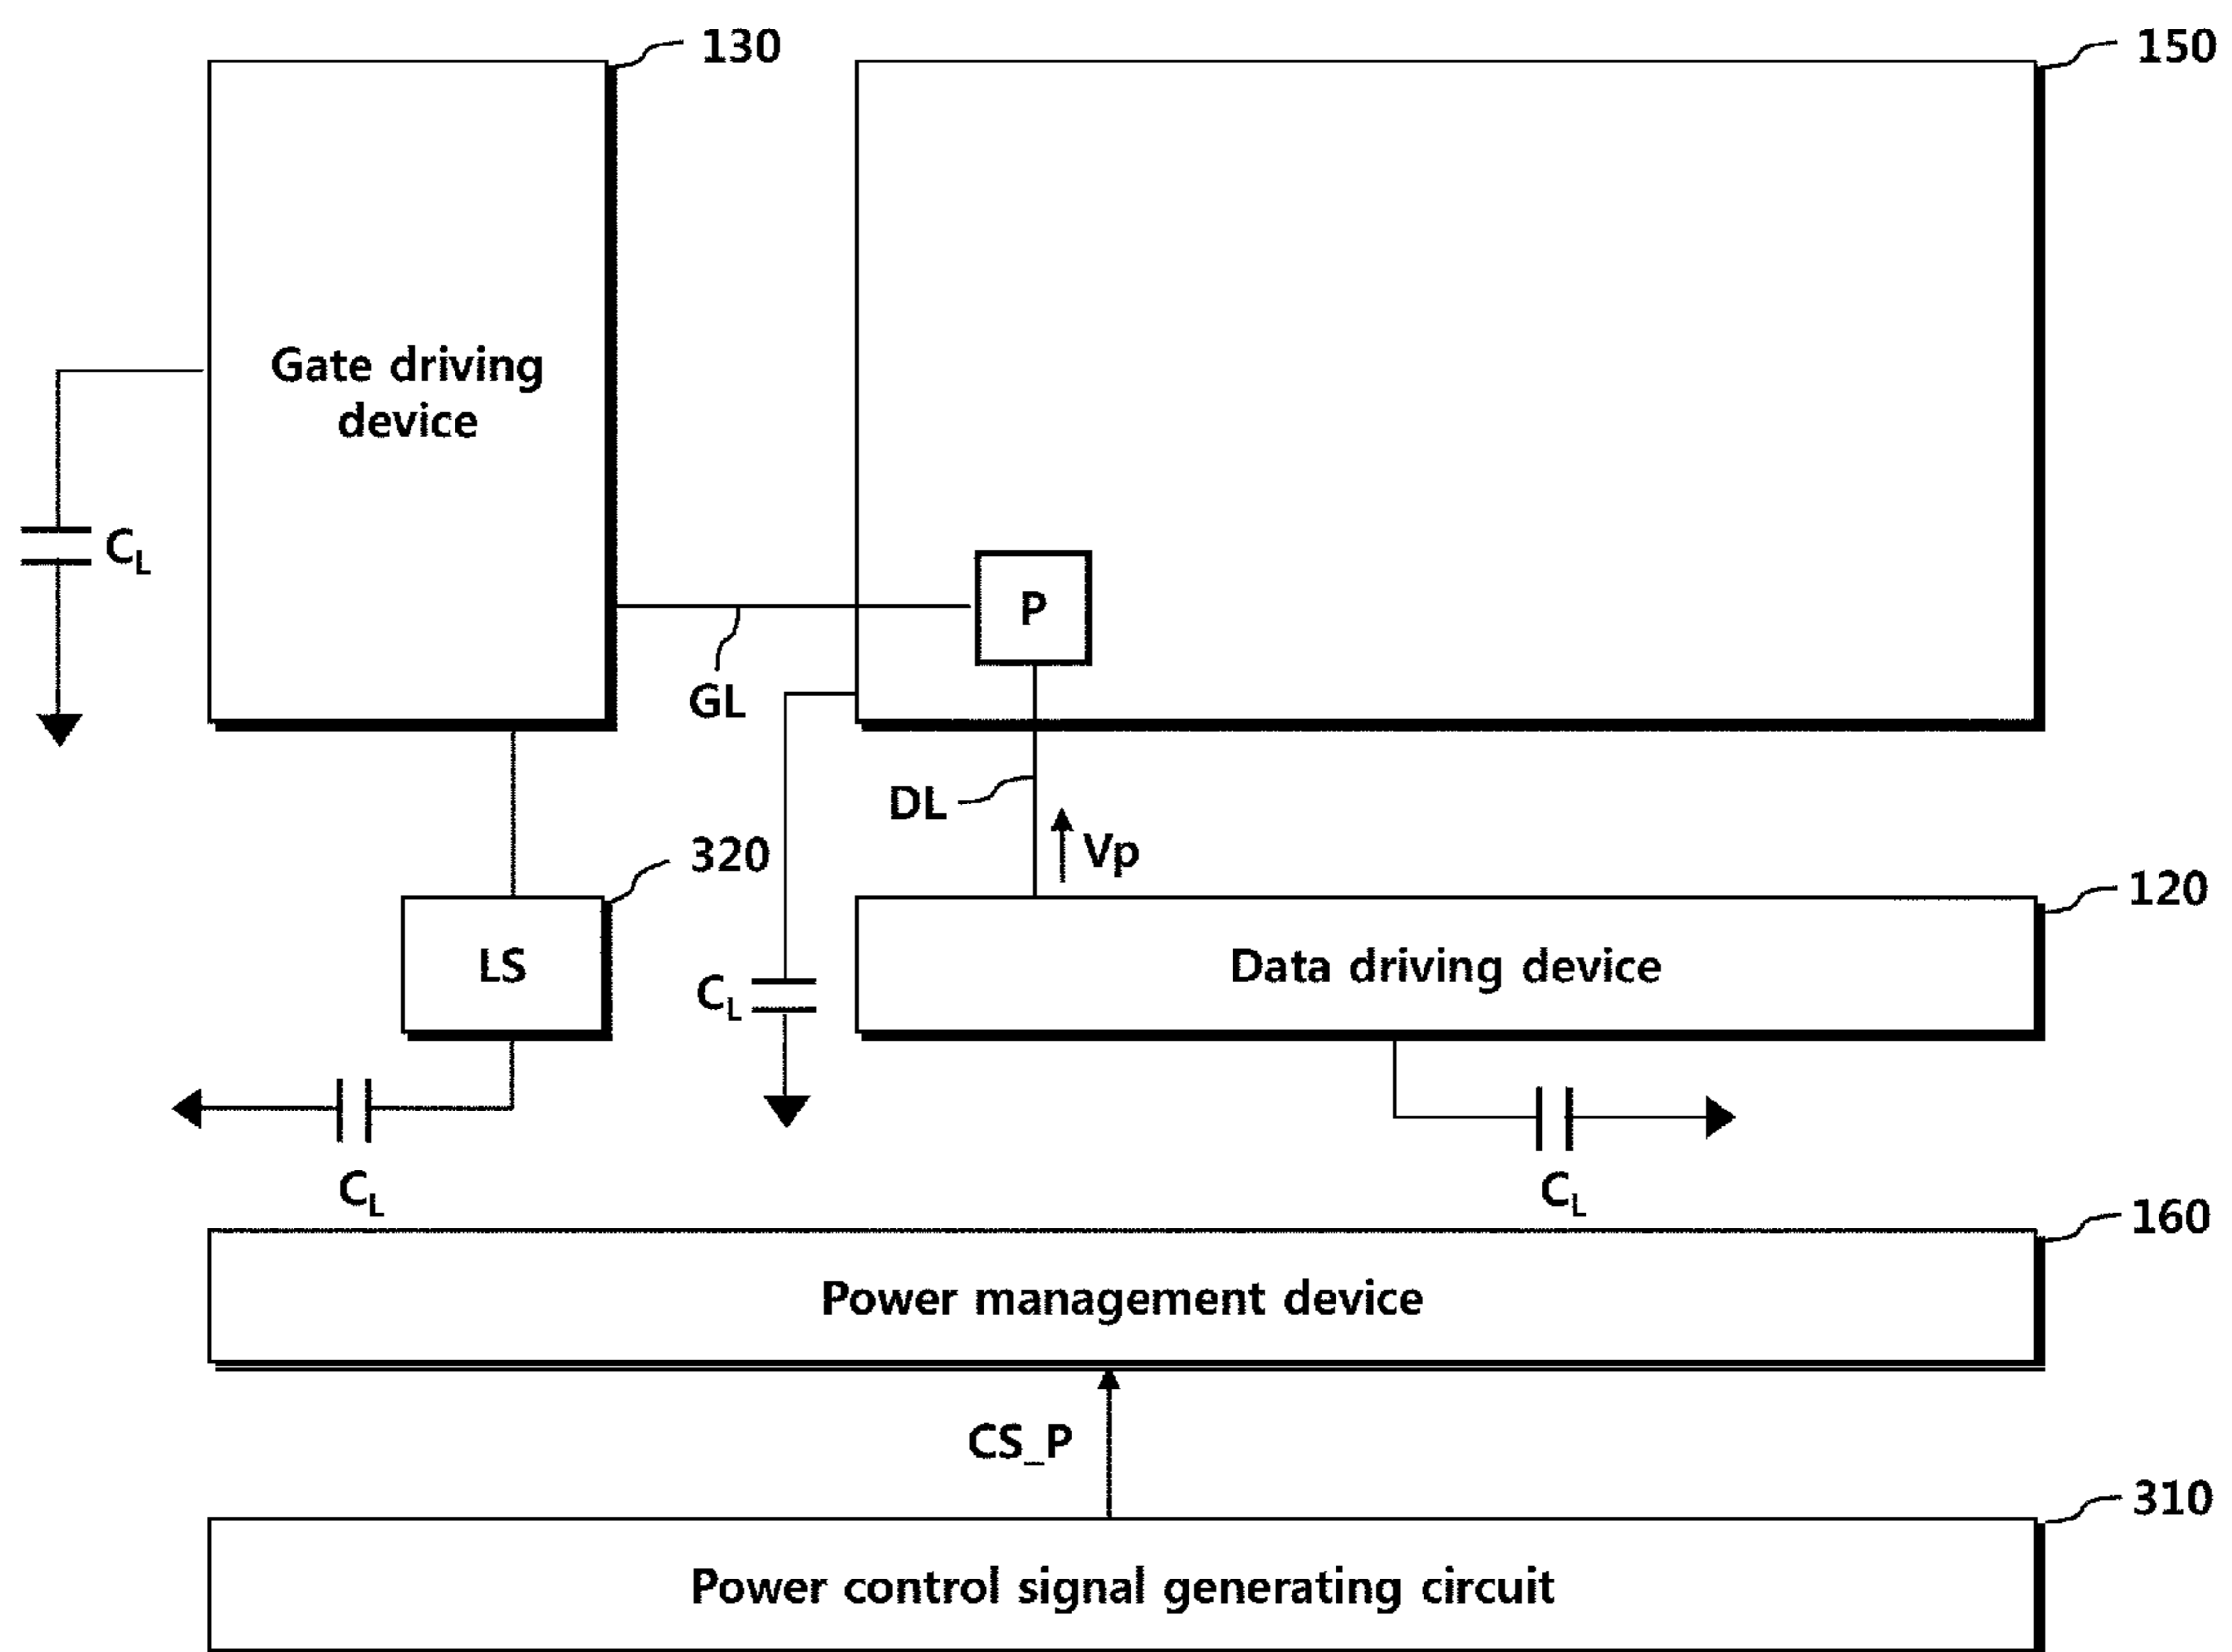 130
150
Gate driving
device
CL
P
GL
DL
Vp
320
120
LS
CL
Data driving device
CL
CL
160
Power management device
CS_P
310
Power control signal generating circuit